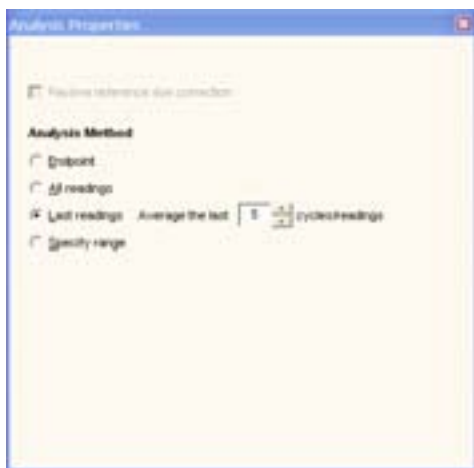 Analysis Properties
Passive reference dye correction
Analysis Method
Endpoint
All readings
Last readings Average the last 5 cycles/readings
Specify range